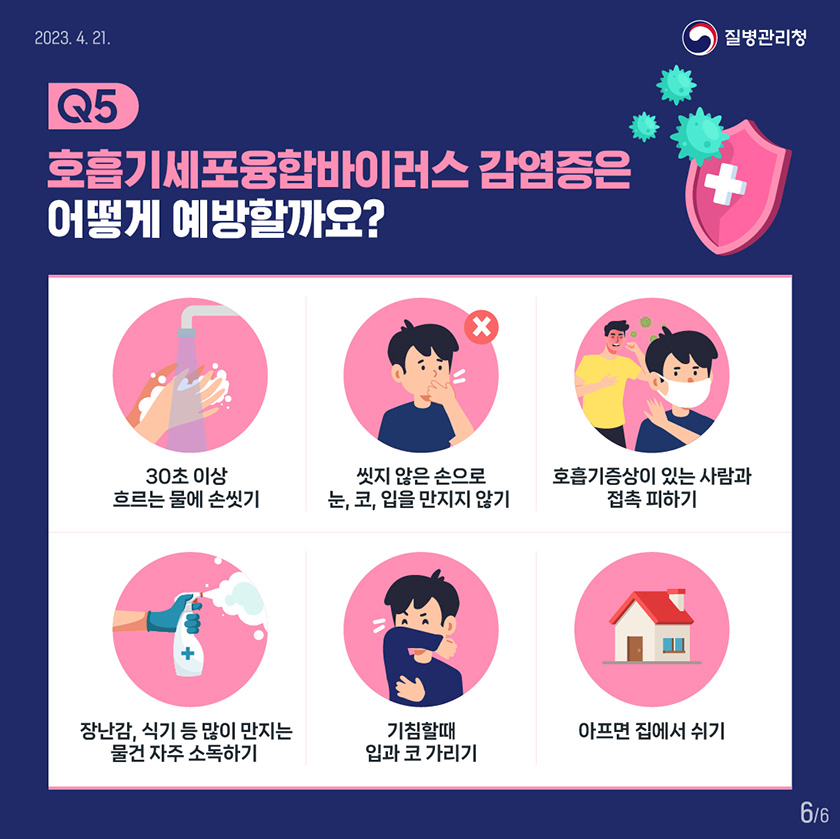 2023. 4. 21.
질병관리청
Q5
호흡기세포융합바이러스 감염증은
어떻게 예방할까요?
30초 이상
흐르는 물에 손씻기
씻지 않은 손으로
눈, 코, 입을 만지지 않기
호흡기증상이 있는 사람과
접촉 피하기
장난감, 식기 등 많이 만지는
물건 자주 소독하기
기침할때
입과 코 가리기
아프면 집에서 쉬기
6/6